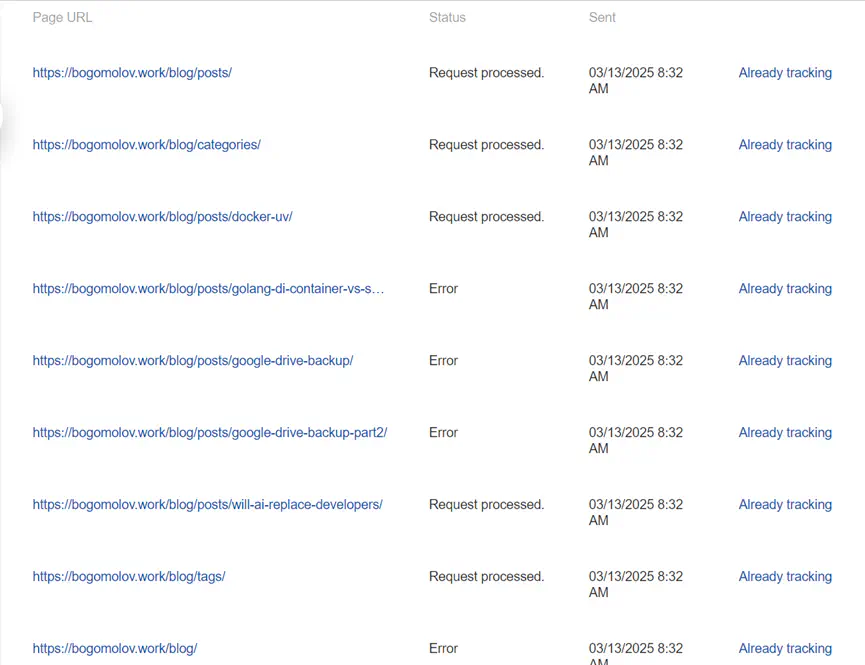 Page URL Status Sent
https://bogomolov.work/blog/posts/ Request processed. 03/13/2025 8:32 Already tracking
AM
https://bogomolov.work/blog/categories/ Request processed. 03/13/2025 8:32 Already tracking
AM
https://bogomolov.work/blog/posts/docker-uv/ Request processed. 03/13/2025 8:32 Already tracking
AM
https://bogomolov.work/blog/posts/golang-di-container-vs-s… Error 03/13/2025 8:32 Already tracking
AM
https://bogomolov.work/blog/posts/google-drive-backup/ Error 03/13/2025 8:32 Already tracking
AM
https://bogomolov.work/blog/posts/google-drive-backup-part2/ Error 03/13/2025 8:32 Already tracking
AM
https://bogomolov.work/blog/posts/will-ai-replace-developers/ Request processed. 03/13/2025 8:32 Already tracking
AM
https://bogomolov.work/blog/tags/ Request processed. 03/13/2025 8:32 Already tracking
AM
https://bogomolov.work/blog/ Error 03/13/2025 8:32 Already tracking
AM